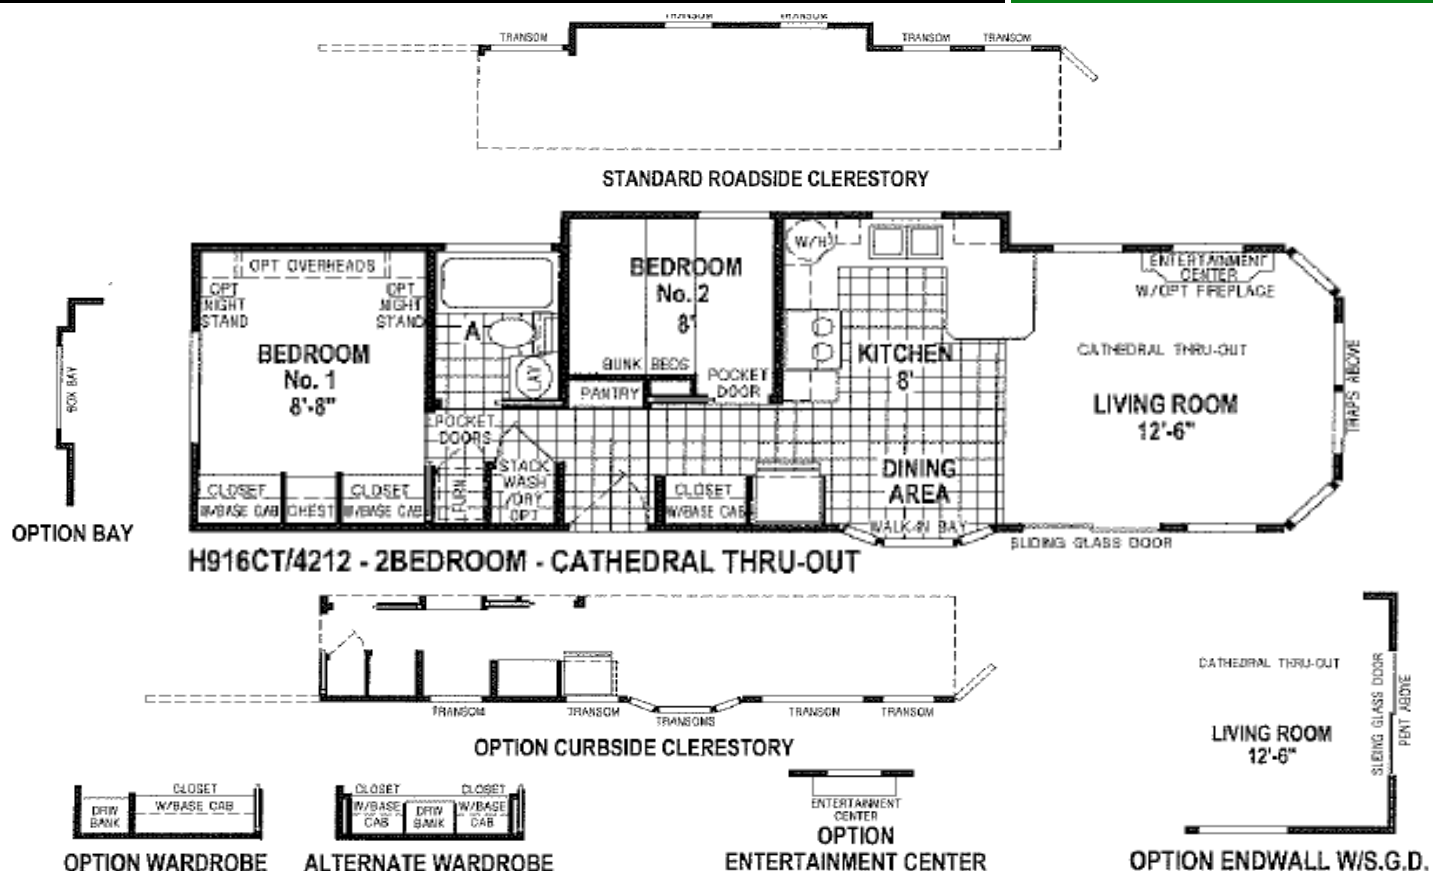 TRANSOM TRANSOM
TRANSOM TRANSOM TRANSOM
STANDARD ROADSIDE CLERESTORY
OPT OVERHEADS
OPT
NIGHT
STAND
OPT
NIGHT
STAND
BEDROOM
No. 1
8'-8"
CLOSET
W/BASE CAB
CHEST
CLOSET
W/BASE CAB
A
LAV
POCKET
DOORS
FURN
STACK
WASH
/DRY
OPT
BEDROOM
No. 2
8'
BUNK BEDS
PANTRY
POCKET
DOOR
CLOSET
W/BASE CAB
W/H
KITCHEN
8'
DINING
AREA
WALK-IN BAY
ENTERTAINMENT
CENTER
W/OPT FIREPLACE
CATHEDRAL THRU-OUT
LIVING ROOM
12'-6"
TRAPS ABOVE
SLIDING GLASS DOOR
BOX BAY
OPTION BAY
H916CT/4212 - 2BEDROOM - CATHEDRAL THRU-OUT
TRANSOM TRANSOM TRANSOMS TRANSOM TRANSOM
OPTION CURBSIDE CLERESTORY
CATHEDRAL THRU-OUT
LIVING ROOM
12'-6"
SLIDING GLASS DOOR
PENT ABOVE
OPTION ENDWALL W/S.G.D.
CLOSET
W/BASE CAB
DRW
BANK
OPTION WARDROBE
CLOSET
W/BASE
CAB
DRW
BANK
CLOSET
W/BASE
CAB
ALTERNATE WARDROBE
ENTERTAINMENT
CENTER
OPTION
ENTERTAINMENT CENTER